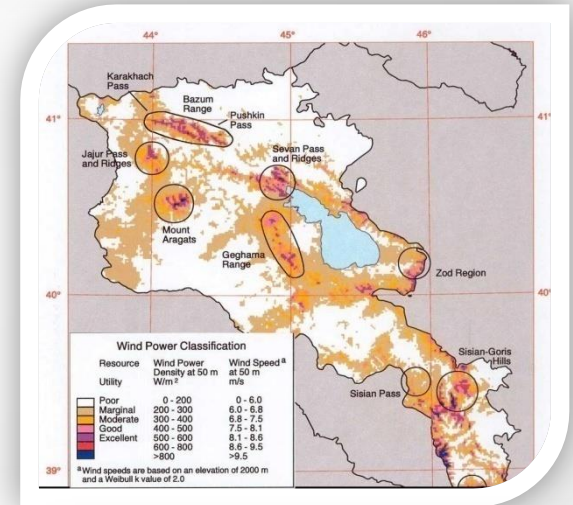 44° 45° 46°
Karakhach
Pass
Bazum
Range
Pushkin
Pass
41° 41°
Jajur Pass
and Ridges
Sevan Pass
and Ridges
Mount
Aragats
Geghama
Range
Zod Region
40° 40°
Sisian-Goris
Hills
Sisian Pass
Wind Power Classification
Resource Wind Power Wind Speed a
Density at 50 m at 50 m
Utility W/m 2 m/s
Poor 0 - 200 0 - 6.0
Marginal 200 - 300 6.0 - 6.8
Moderate 300 - 400 6.8 - 7.5
Good 400 - 500 7.5 - 8.1
Excellent 500 - 600 8.1 - 8.6
600 - 800 8.6 - 9.5
>800 >9.5
a Wind speeds are based on an elevation of 2000 m
and a Weibull k value of 2.0
39° 39°